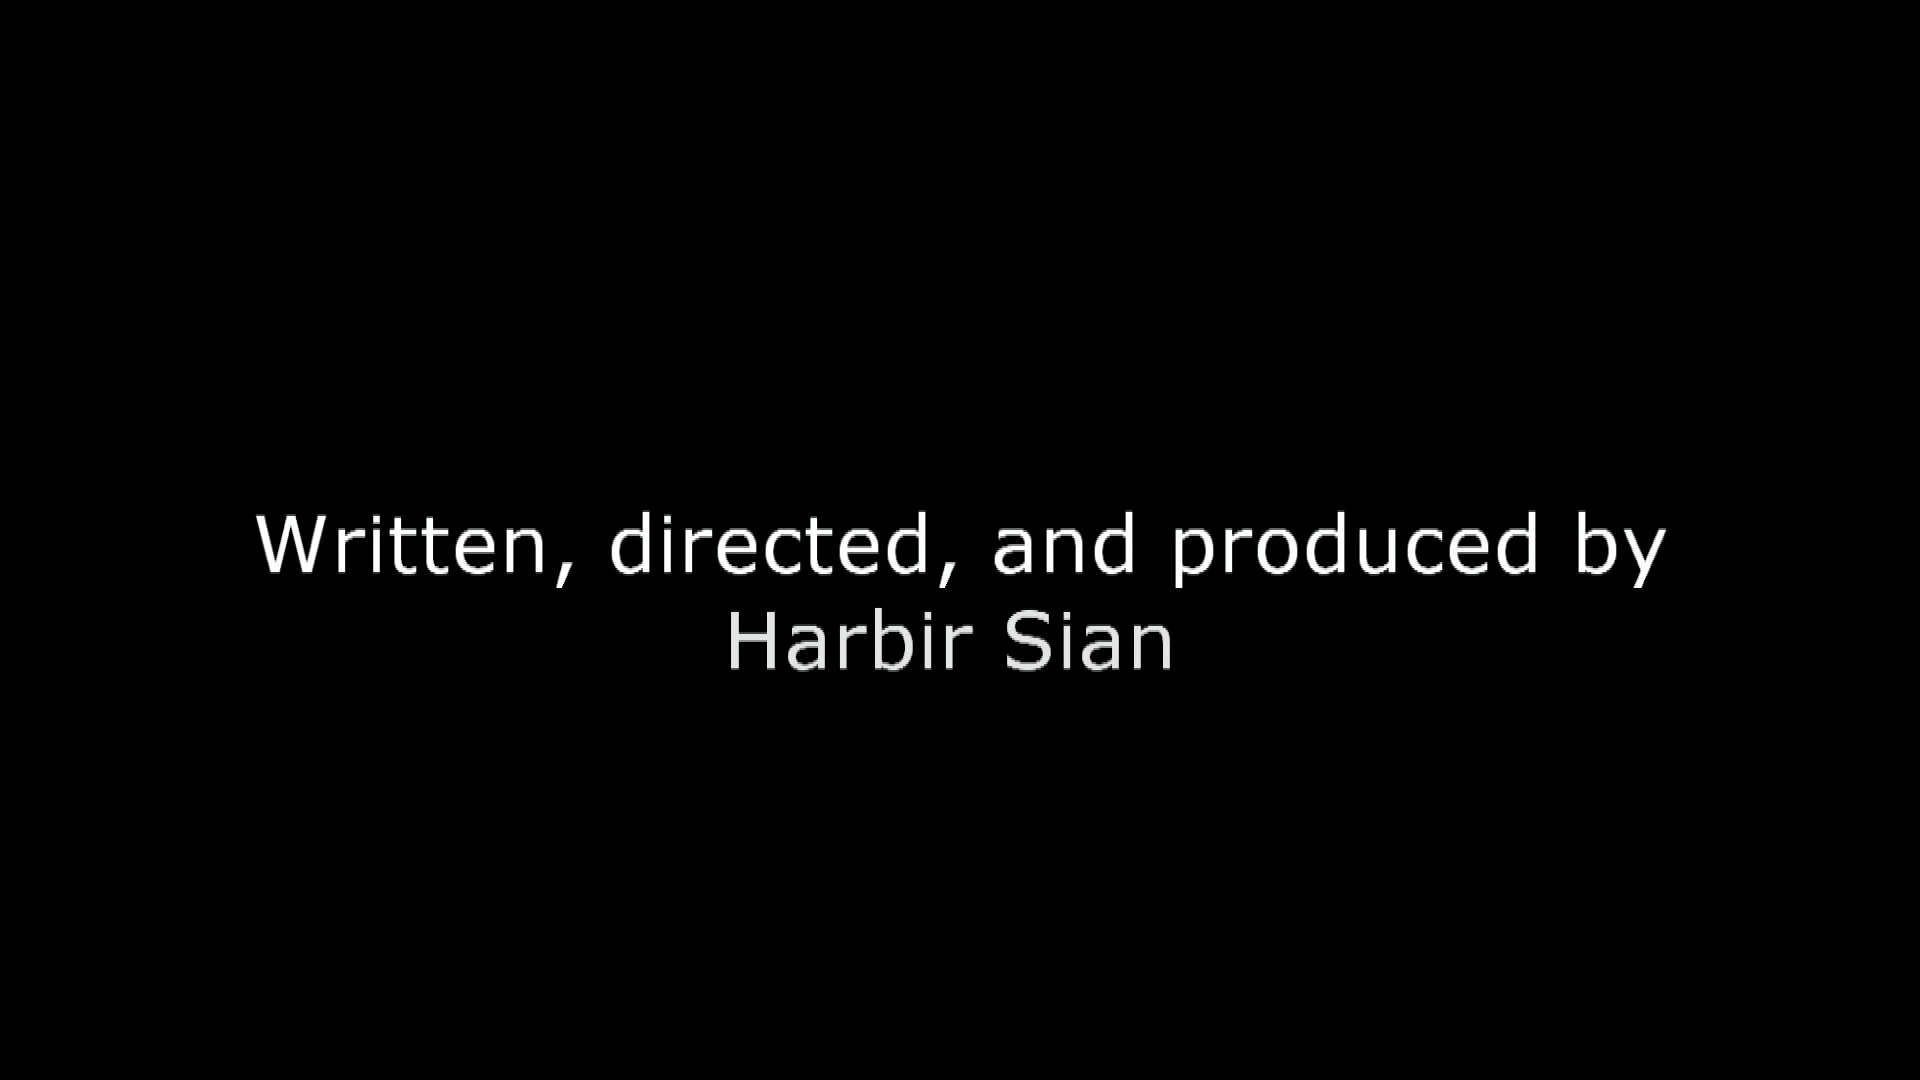 Written, directed, and produced by
Harbir Sian